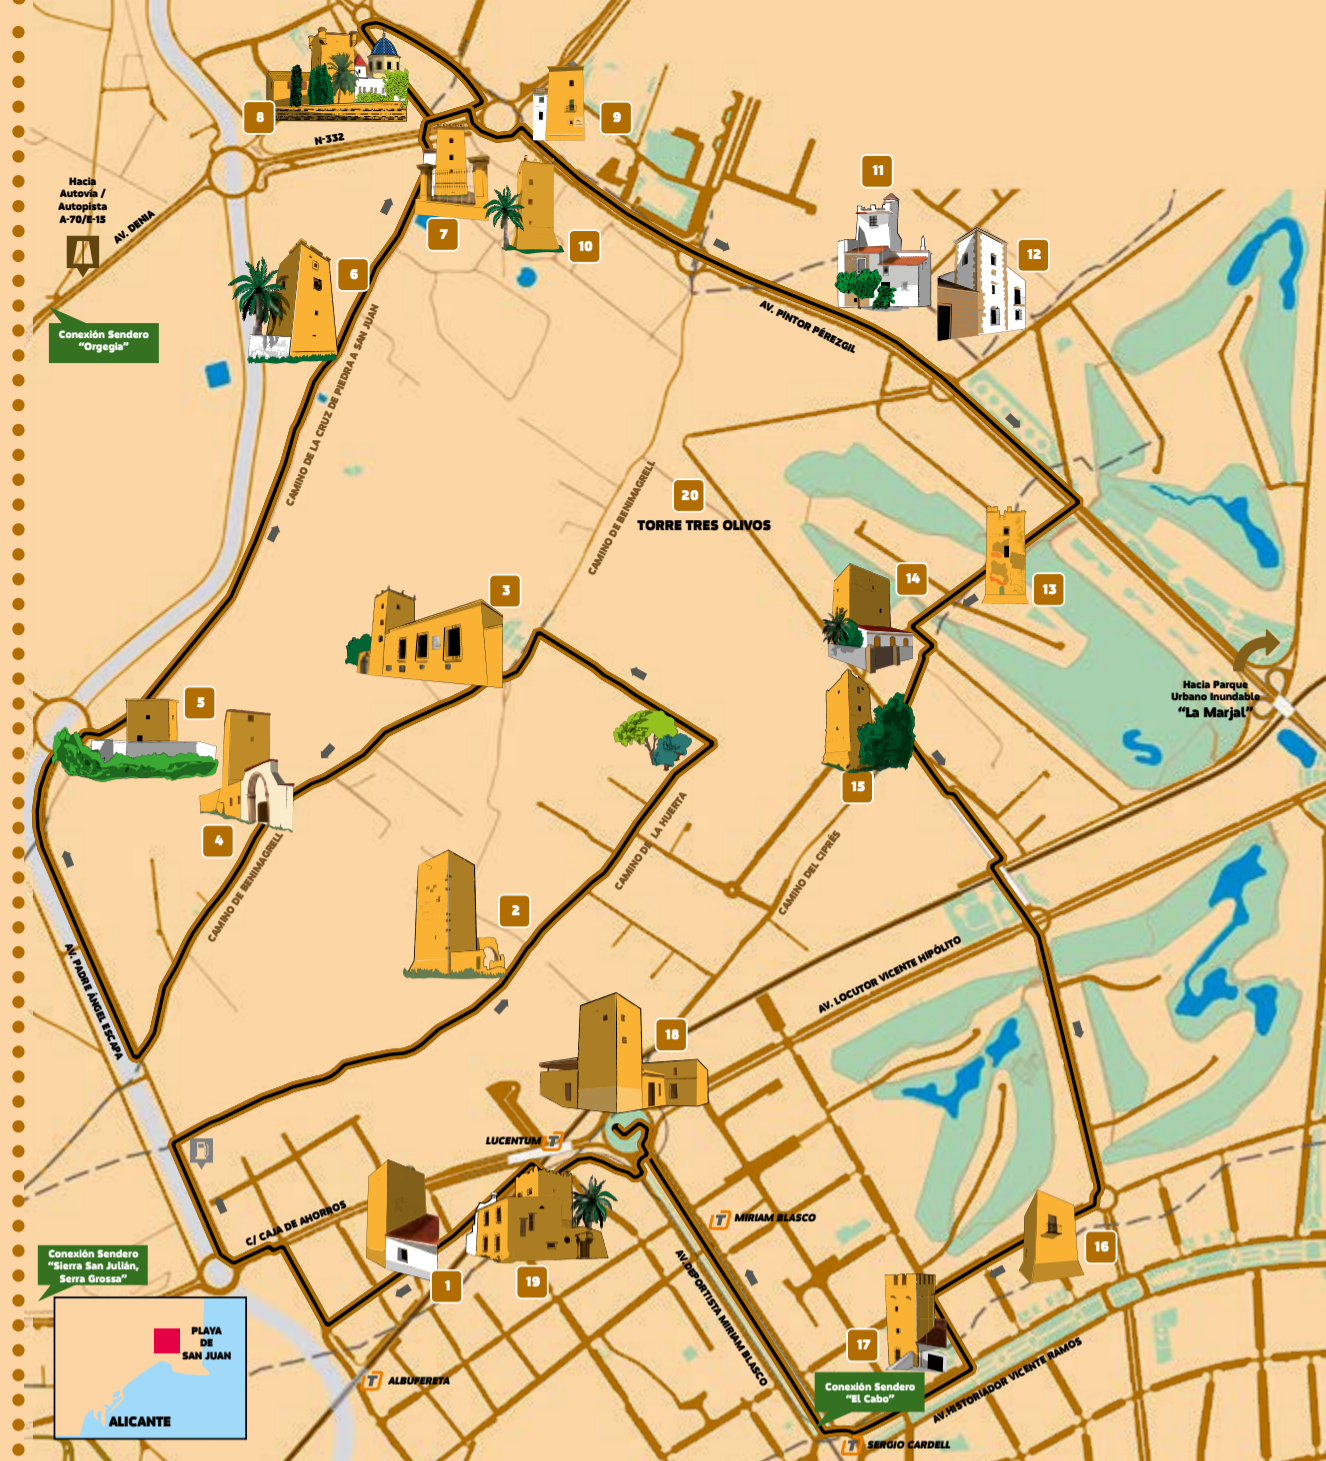 8
N-332
9
Hacia
Autovía /
Autopista
A-70/E-15
AV. DENIA
7
10
11
12
6
Conexión Sendero
"Orgegia"
AV. PINTOR PÉREZGIL
CAMINO DE LA CRUZ DE PIEDRA A SAN JUAN
CAMINO DE BENIMAGRELL
20
TORRE TRES OLIVOS
3
14
13
Hacia Parque
Urbano Inundable
"La Marjal"
5
4
15
CAMINO DE LA HUERTA
CAMINO DEL CIPRÉS
CAMINO DE BENIMAGRELL
2
AV. PADRE ÁNGEL ESCAPA
AV. LOCUTOR VICENTE HIPÓLITO
18
LUCENTUM T
C/ CAJA DE AHORROS
T MIRIAM BLASCO
AV.DEPORTISTA MIRIAM BLASCO
16
Conexión Sendero
"Sierra San Julián,
Serra Grossa"
1
19
PLAYA
DE
SAN JUAN
ALICANTE
T ALBUFERETA
17
Conexión Sendero
"El Cabo"
AV.HISTORIADOR VICENTE RAMOS
T SERGIO CARDELL